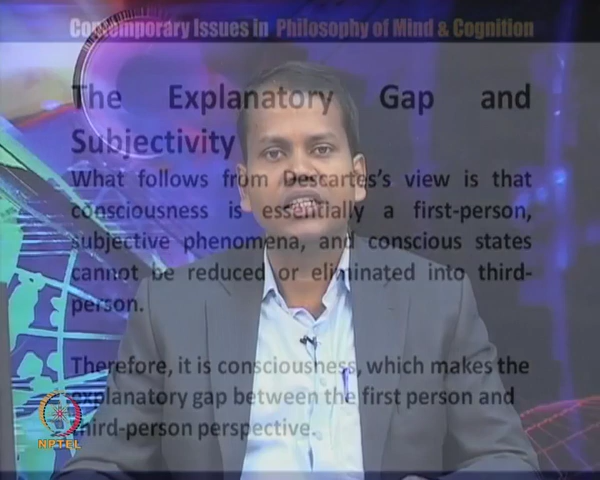 Contemporary Issues in Philosophy of Mind & Cognition
The Explanatory Gap and
Subjectivity
What follows from Descartes's view is that
consciousness is essentially a first-person,
subjective phenomena, and conscious states
cannot be reduced or eliminated into third-
person.
Therefore, it is consciousness, which makes the
explanatory gap between the first person and
third-person perspective.
NPTEL